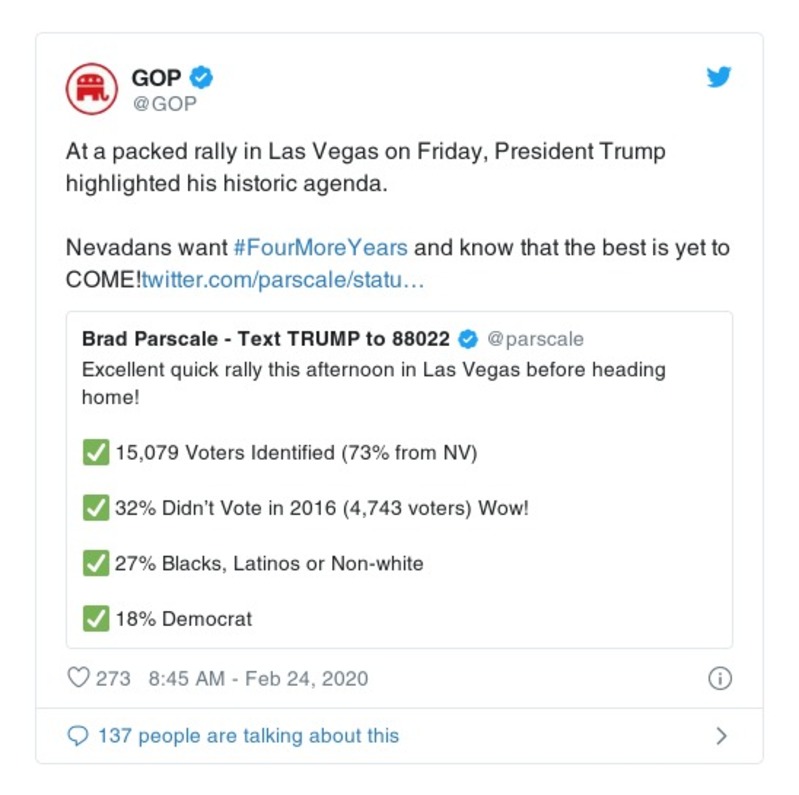 GOP
@GOP
At a packed rally in Las Vegas on Friday, President Trump
highlighted his historic agenda.
Nevadans want #FourMoreYears and know that the best is yet to
COME!twitter.com/parscale/statu…
Brad Parscale - Text TRUMP to 88022 @parscale
Excellent quick rally this afternoon in Las Vegas before heading
home!
✅ 15,079 Voters Identified (73% from NV)
✅ 32% Didn’t Vote in 2016 (4,743 voters) Wow!
✅ 27% Blacks, Latinos or Non-white
✅ 18% Democrat
273 8:45 AM - Feb 24, 2020
137 people are talking about this